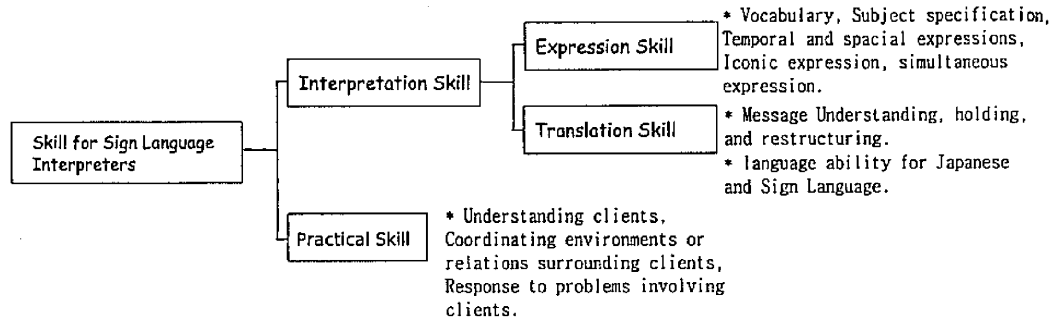 Skill for Sign Language
Interpreters
Interpretation Skill
Expression Skill
* Vocabulary, Subject specification,
Temporal and spacial expressions,
Iconic expression, simultaneous
expression.
Translation Skill
* Message Understanding, holding,
and restructuring.
* language ability for Japanese
and Sign Language.
Practical Skill
* Understanding clients,
Coordinating environments or
relations surrounding clients,
Response to problems involving
clients.